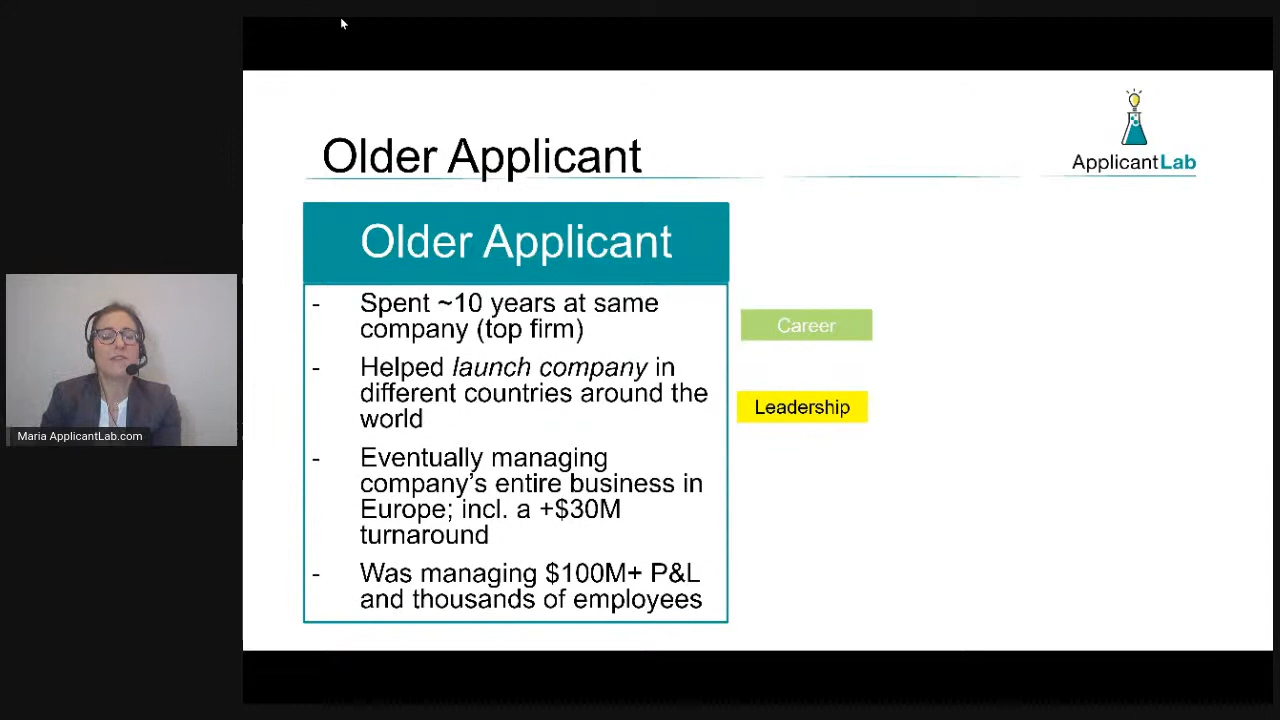 Older Applicant
ApplicantLab
Older Applicant
- Spent ~10 years at same
company (top firm)
- Helped launch company in
different countries around the
world
- Eventually managing
company's entire business in
Europe; incl. a +$30M
turnaround
- Was managing $100M+ P&L
and thousands of employees
Career
Leadership
Maria ApplicantLab.com